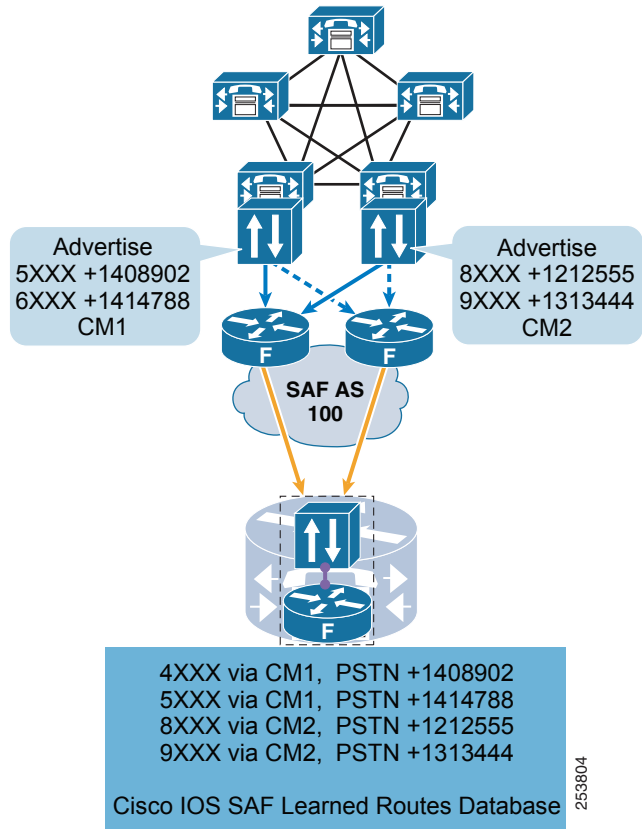 Advertise
5XXX +1408902
6XXX +1414788
CM1
Advertise
8XXX +1212555
9XXX +1313444
CM2
F
F
SAF AS
100
F
4XXX via CM1, PSTN +1408902
5XXX via CM1, PSTN +1414788
8XXX via CM2, PSTN +1212555
9XXX via CM2, PSTN +1313444
Cisco IOS SAF Learned Routes Database
253804